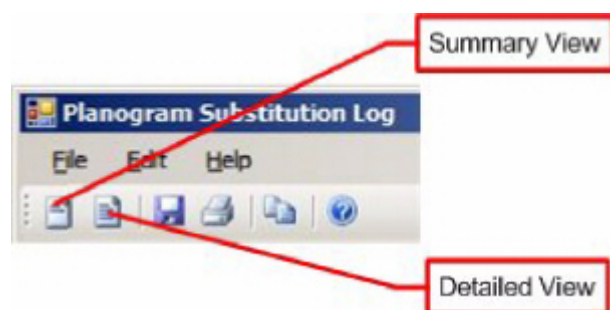 Summary View
Planogram Substitution Log
File Edit Help
Detailed View